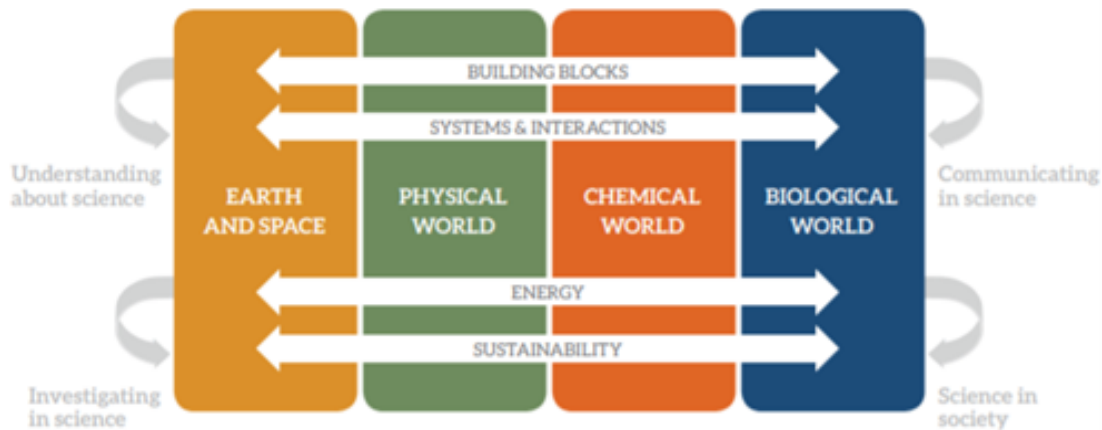 BUILDING BLOCKS
SYSTEMS & INTERACTIONS
Understanding
about science
EARTH
AND SPACE
PHYSICAL
WORLD
CHEMICAL
WORLD
BIOLOGICAL
WORLD
Communicating
in science
ENERGY
SUSTAINABILITY
Investigating
in science
Science in
society